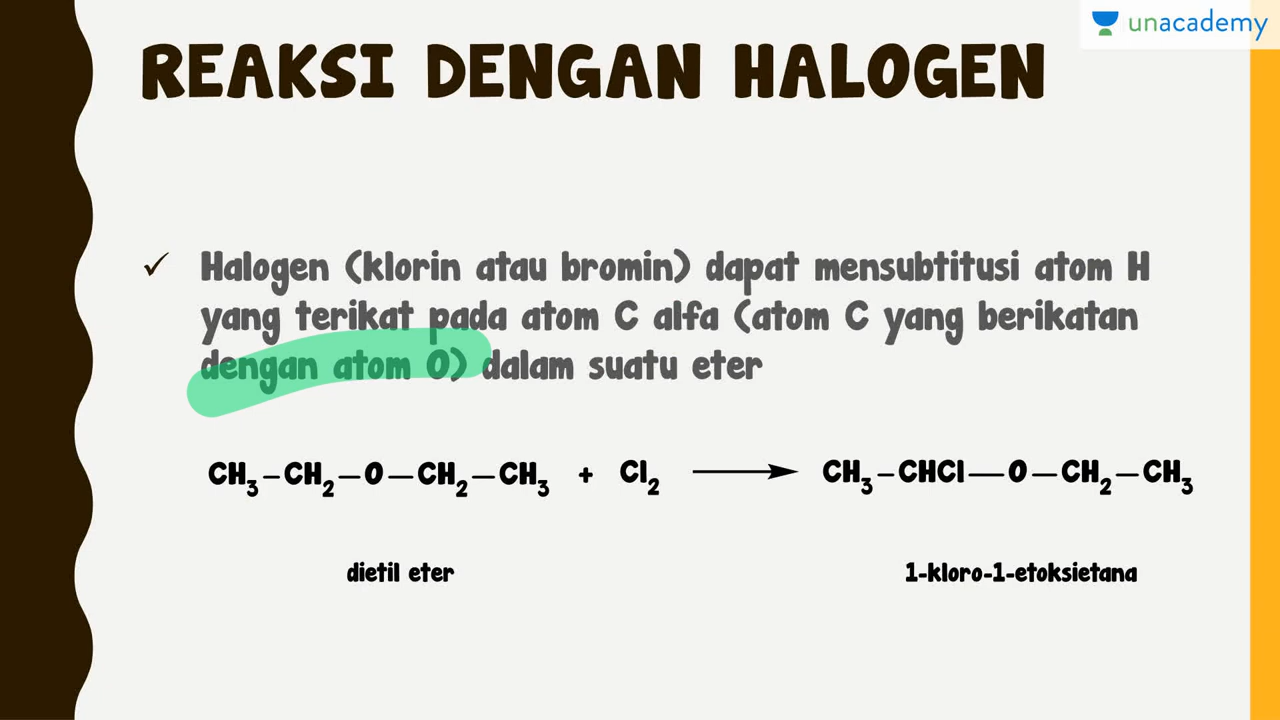 unacademy
REAKSI DENGAN HALOGEN
✓ Halogen (klorin atau bromin) dapat mensubtitusi atom H
yang terikat pada atom C alfa (atom C yang berikatan
dengan atom O) dalam suatu eter
CH₃–CH₂–O–CH₂–CH₃ + Cl₂ ⟶ CH₃–CHCl–O–CH₂–CH₃
dietil eter 1-kloro-1-etoksietana